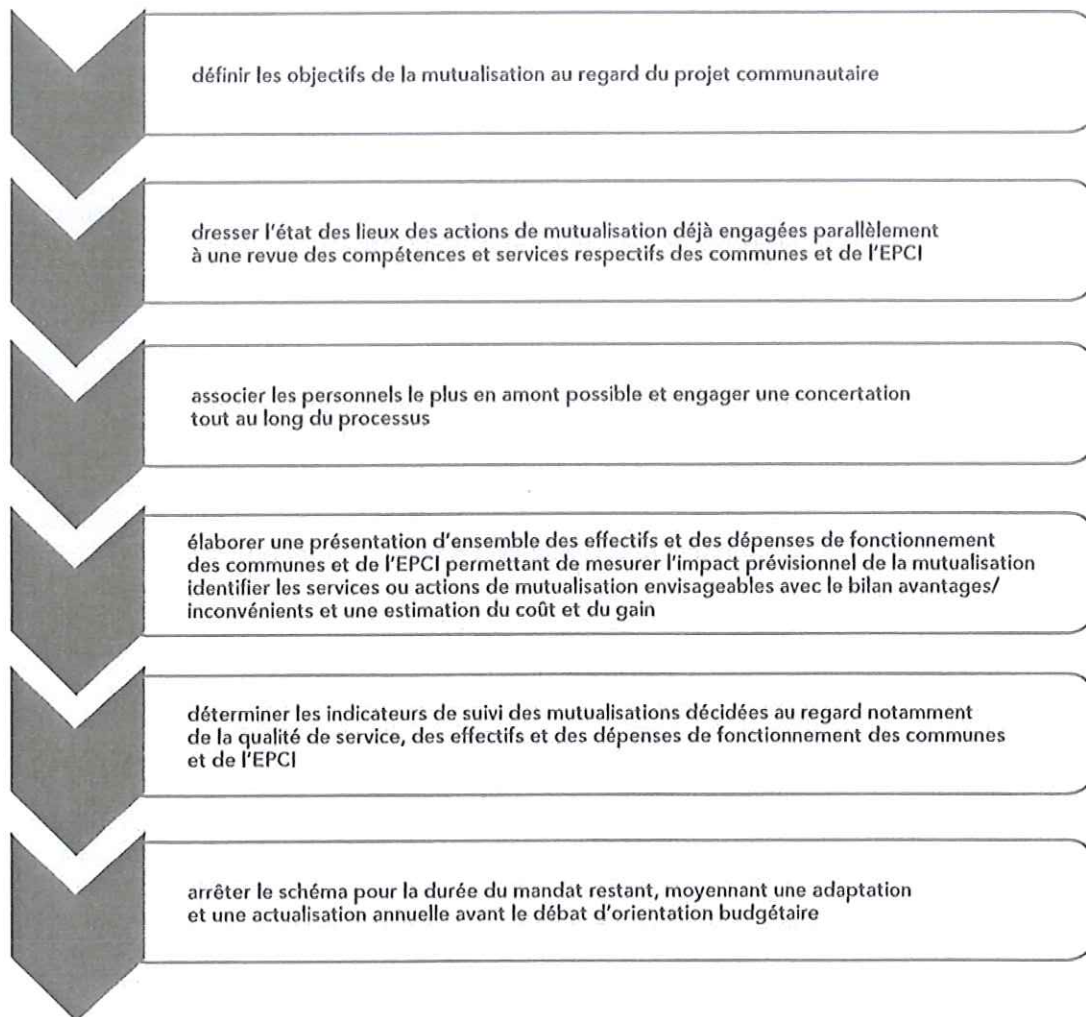 définir les objectifs de la mutualisation au regard du projet communautaire
dresser l'état des lieux des actions de mutualisation déjà engagées parallèlement
à une revue des compétences et services respectifs des communes et de l'EPCI
associer les personnels le plus en amont possible et engager une concertation
tout au long du processus
élaborer une présentation d'ensemble des effectifs et des dépenses de fonctionnement
des communes et de l'EPCI permettant de mesurer l'impact prévisionnel de la mutualisation
identifier les services ou actions de mutualisation envisageables avec le bilan avantages/
inconvénients et une estimation du coût et du gain
déterminer les indicateurs de suivi des mutualisations décidées au regard notamment
de la qualité de service, des effectifs et des dépenses de fonctionnement des communes
et de l'EPCI
arrêter le schéma pour la durée du mandat restant, moyennant une adaptation
et une actualisation annuelle avant le débat d'orientation budgétaire